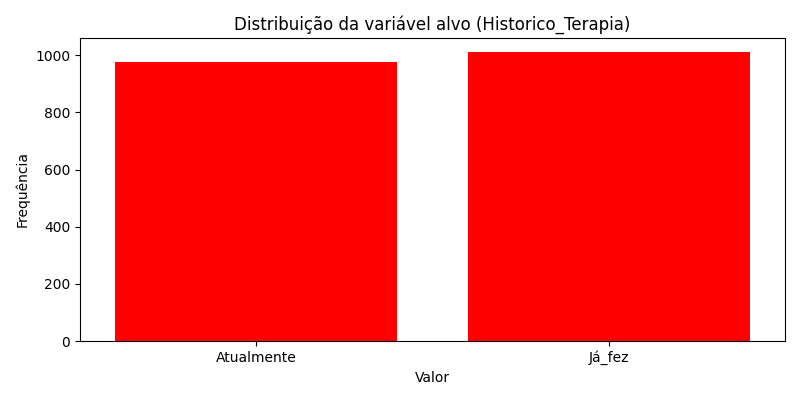 Distribuição da variável alvo (Historico_Terapia)
1000
800
600
400
200
0
Frequência
Atualmente
Já_fez
Valor